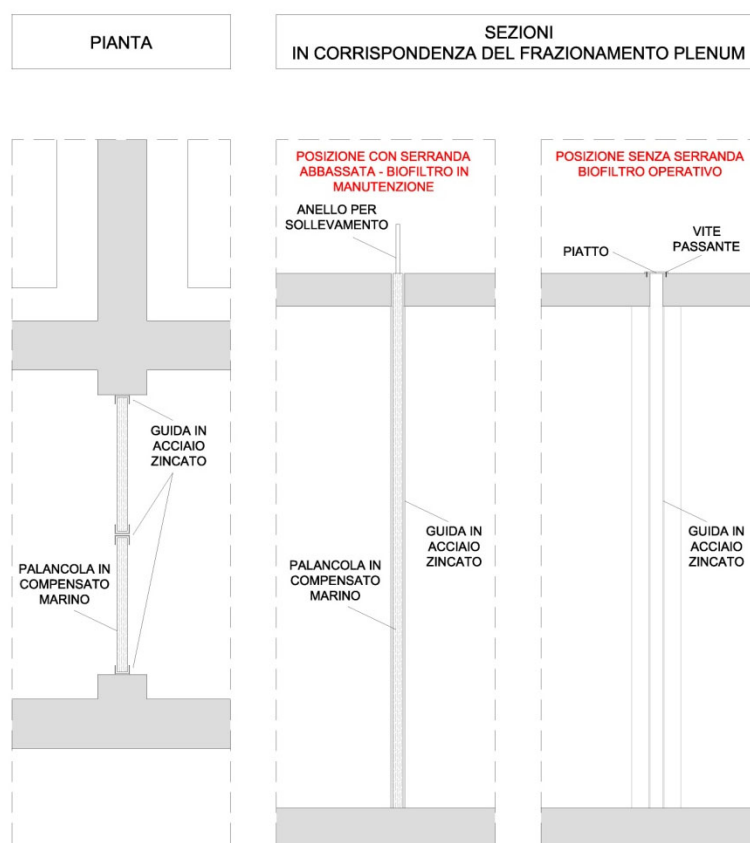 PIANTA
SEZIONI
IN CORRISPONDENZA DEL FRAZIONAMENTO PLENUM
POSIZIONE CON SERRANDA
ABBASSATA - BIOFILTRO IN
MANUTENZIONE
ANELLO PER
SOLLEVAMENTO
POSIZIONE SENZA SERRANDA
BIOFILTRO OPERATIVO
PIATTO
VITE
PASSANTE
GUIDA IN
ACCIAIO
ZINCATO
PALANCOLA IN
COMPENSATO
MARINO
GUIDA IN
ACCIAIO
ZINCATO
PALANCOLA IN
COMPENSATO
MARINO
GUIDA IN
ACCIAIO
ZINCATO